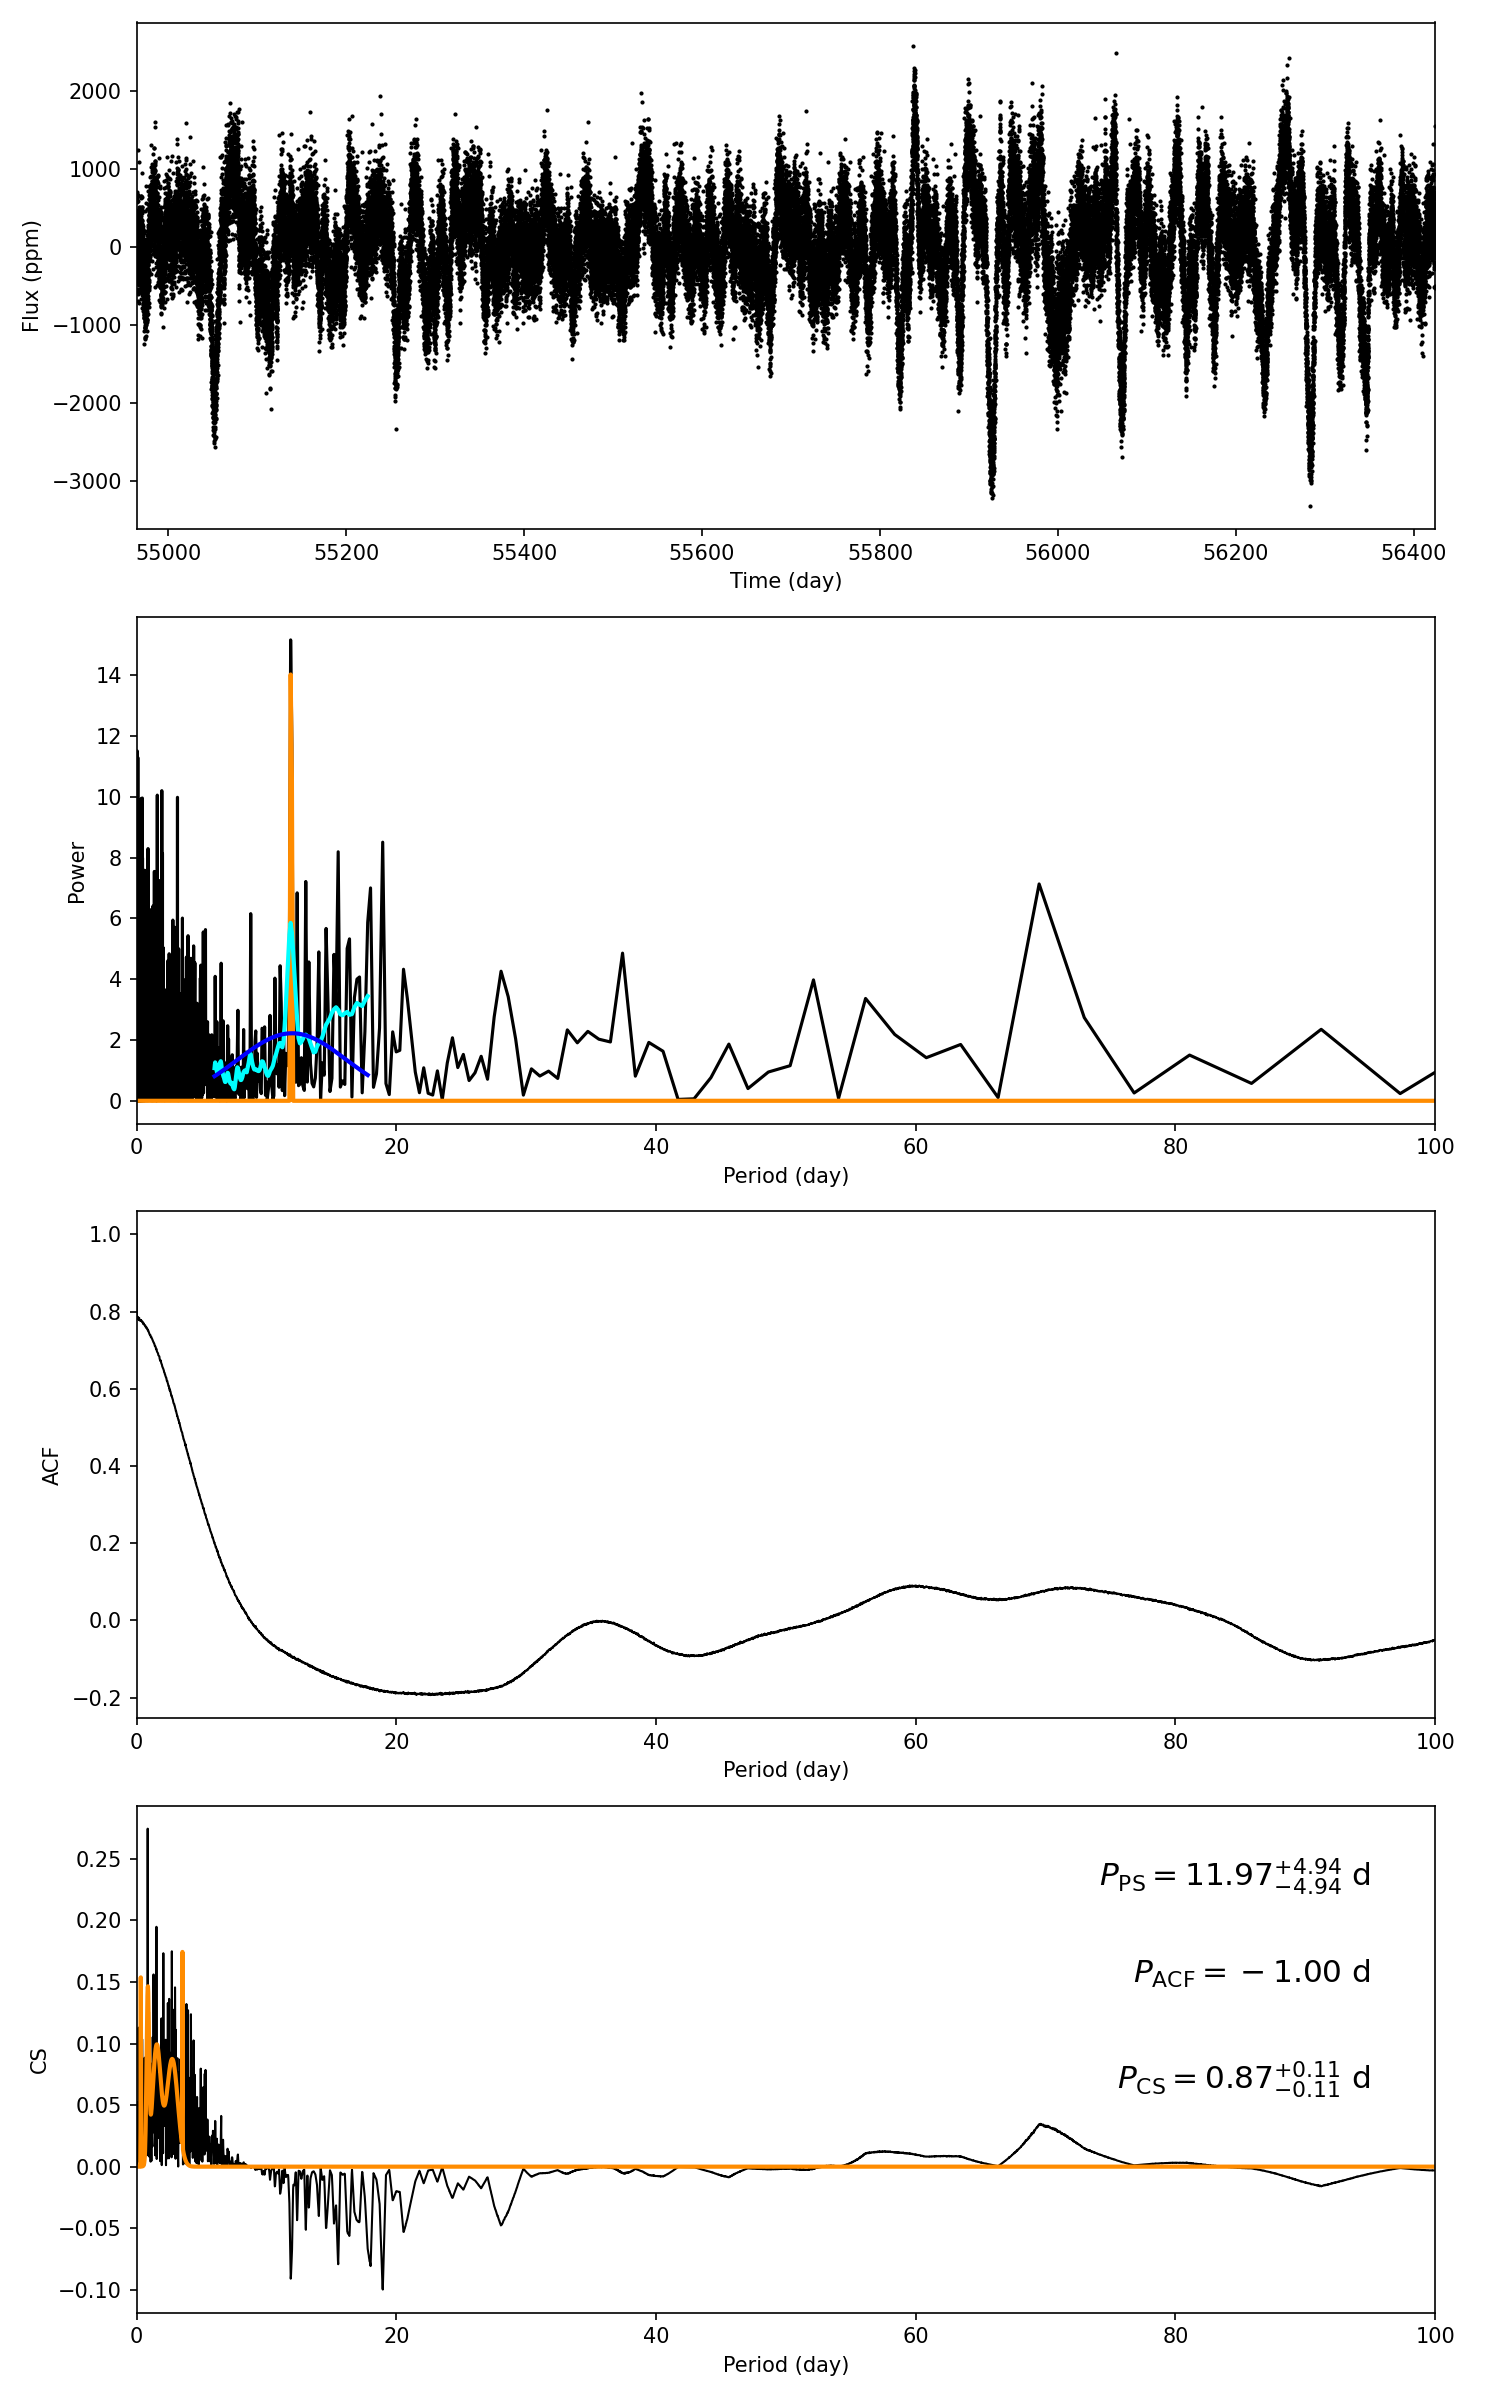 2000
1000
0
−1000
−2000
−3000
Flux (ppm)
55000 55200 55400 55600 55800 56000 56200 56400
Time (day)
14
12
10
8
6
4
2
0
Power
0 20 40 60 80 100
Period (day)
1.0
0.8
0.6
0.4
0.2
0.0
−0.2
ACF
0 20 40 60 80 100
Period (day)
0.25
0.20
0.15
0.10
0.05
0.00
−0.05
−0.10
CS
P_PS = 11.97^{+4.94}_{−4.94} d
P_ACF = −1.00 d
P_CS = 0.87^{+0.11}_{−0.11} d
0 20 40 60 80 100
Period (day)